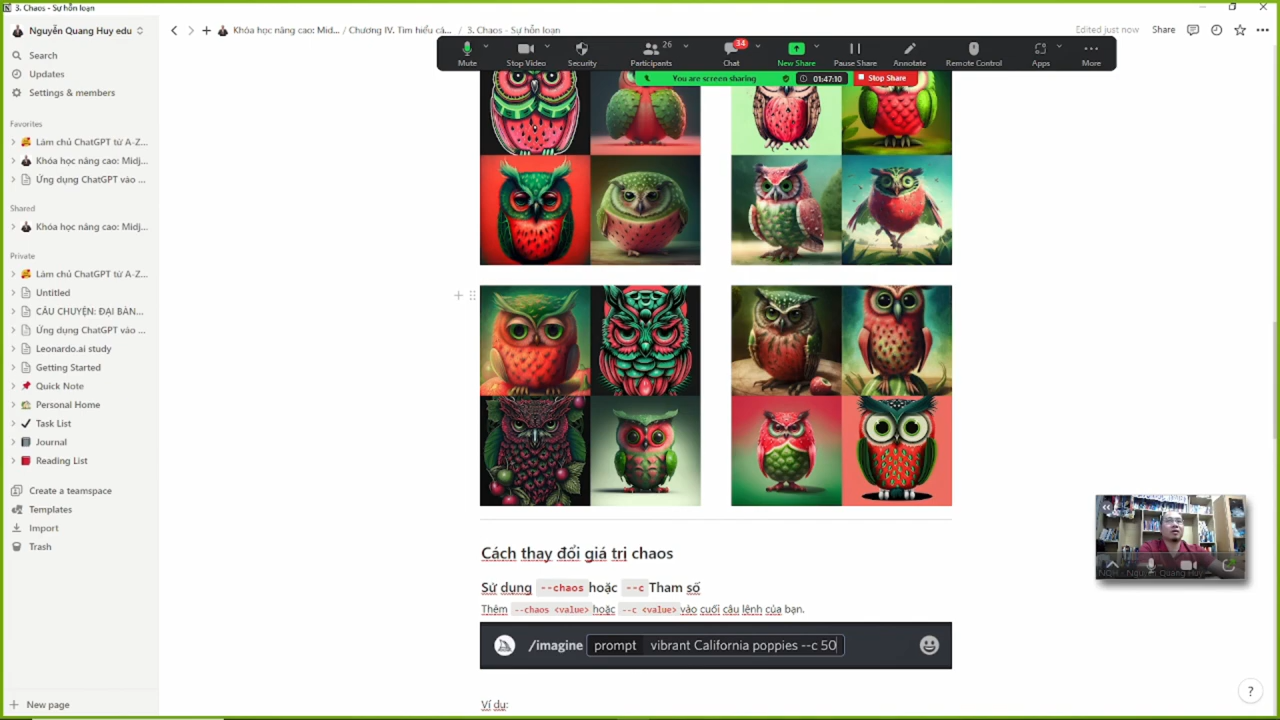 3. Chaos - Sự hỗn loạn
Nguyễn Quang Huy edu
Search
Updates
Settings & members
Favorites
Làm chủ ChatGPT từ A-Z...
Khóa học nâng cao: Midj...
Ứng dụng ChatGPT vào ...
Shared
Khóa học nâng cao: Midj...
Private
Làm chủ ChatGPT từ A-Z...
Untitled
CÂU CHUYỆN: ĐẠI BÀN...
Ứng dụng ChatGPT vào ...
Leonardo.ai study
Getting Started
Quick Note
Personal Home
Task List
Journal
Reading List
Create a teamspace
Templates
Import
Trash
New page
Khóa học nâng cao: Mid... / Chương IV. Tìm hiểu cá... / 3. Chaos - Sự hỗn loạn
Edited just now Share
Mute Stop Video Security Participants 26 Chat 34 New Share Pause Share Annotate Remote Control Apps More
You are screen sharing 01:47:10 Stop Share
Cách thay đổi giá trị chaos
Sử dụng --chaos hoặc --c Tham số
Thêm --chaos <value> hoặc --c <value> vào cuối câu lệnh của bạn.
/imagine prompt vibrant California poppies --c 50
Ví dụ:
NQH - Nguyễn Quang Huy
?